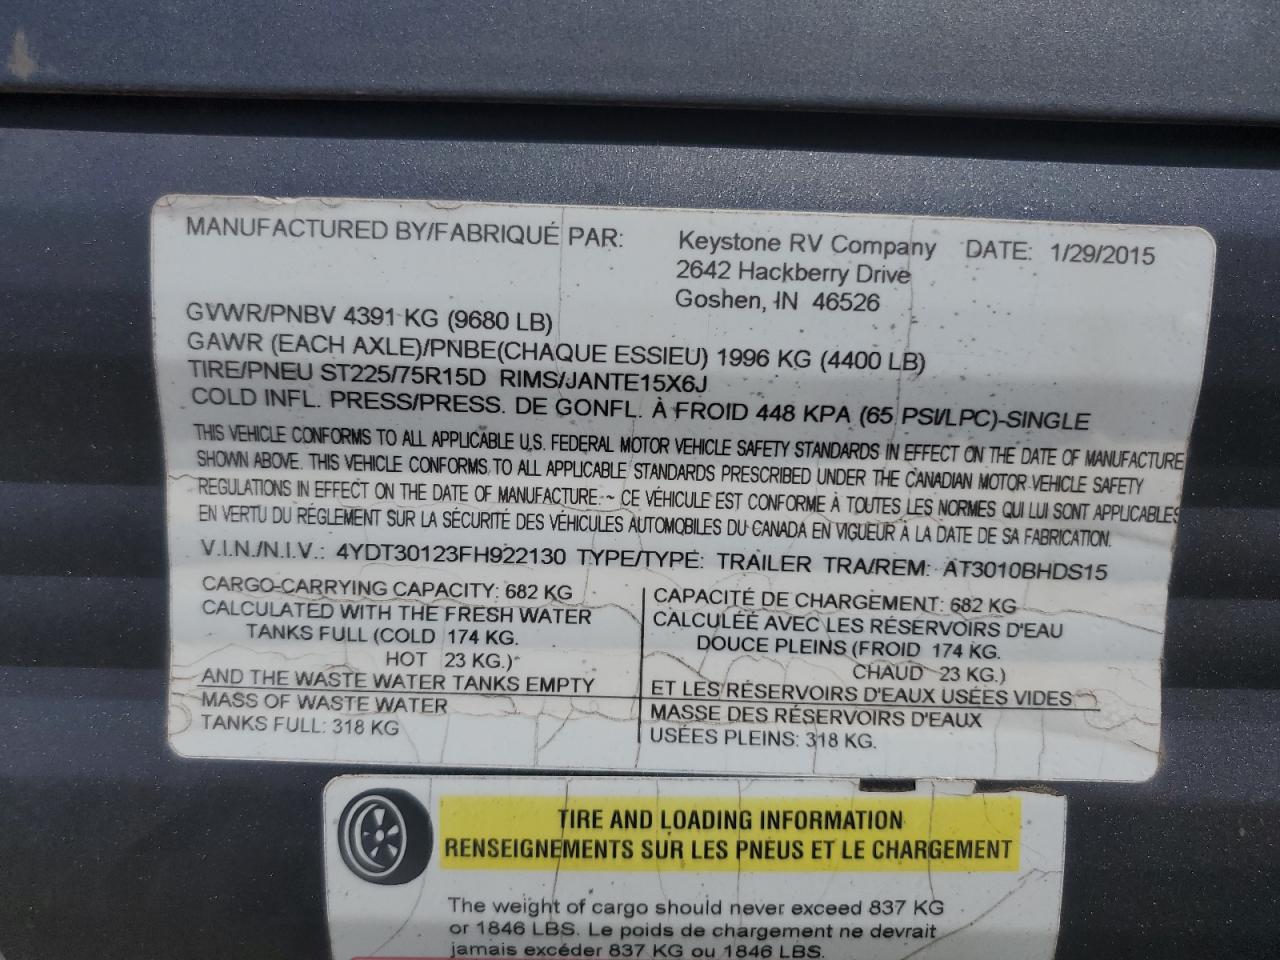 MANUFACTURED BY/FABRIQUÉ PAR: Keystone RV Company DATE: 1/29/2015
2642 Hackberry Drive
Goshen, IN 46526
GVWR/PNBV 4391 KG (9680 LB)
GAWR (EACH AXLE)/PNBE(CHAQUE ESSIEU) 1996 KG (4400 LB)
TIRE/PNEU ST225/75R15D RIMS/JANTE15X6J
COLD INFL. PRESS/PRESS. DE GONFL. À FROID 448 KPA (65 PSI/LPC)-SINGLE
THIS VEHICLE CONFORMS TO ALL APPLICABLE U.S. FEDERAL MOTOR VEHICLE SAFETY STANDARDS IN EFFECT ON THE DATE OF MANUFACTURE
SHOWN ABOVE. THIS VEHICLE CONFORMS TO ALL APPLICABLE STANDARDS PRESCRIBED UNDER THE CANADIAN MOTOR VEHICLE SAFETY
REGULATIONS IN EFFECT ON THE DATE OF MANUFACTURE. ~ CE VÉHICULE EST CONFORME À TOUTES LES NORMES QUI LUI SONT APPLICABLES
EN VERTU DU RÉGLEMENT SUR LA SÉCURITÉ DES VÉHICULES AUTOMOBILES DU CANADA EN VIGUEUR À LA DATE DE SA FABRICATION.
V.I.N./N.I.V.: 4YDT30123FH922130 TYPE/TYPE: TRAILER TRA/REM: AT3010BHDS15
CARGO-CARRYING CAPACITY: 682 KG
CALCULATED WITH THE FRESH WATER
TANKS FULL (COLD 174 KG.
HOT 23 KG.)
AND THE WASTE WATER TANKS EMPTY
MASS OF WASTE WATER
TANKS FULL: 318 KG
CAPACITÉ DE CHARGEMENT: 682 KG
CALCULÉE AVEC LES RÉSERVOIRS D'EAU
DOUCE PLEINS (FROID 174 KG.
CHAUD 23 KG.)
ET LES RÉSERVOIRS D'EAUX USÉES VIDES
MASSE DES RÉSERVOIRS D'EAUX
USÉES PLEINS: 318 KG.
TIRE AND LOADING INFORMATION
RENSEIGNEMENTS SUR LES PNEUS ET LE CHARGEMENT
The weight of cargo should never exceed 837 KG
or 1846 LBS. Le poids de chargement ne devrait
jamais excéder 837 KG ou 1846 LBS.